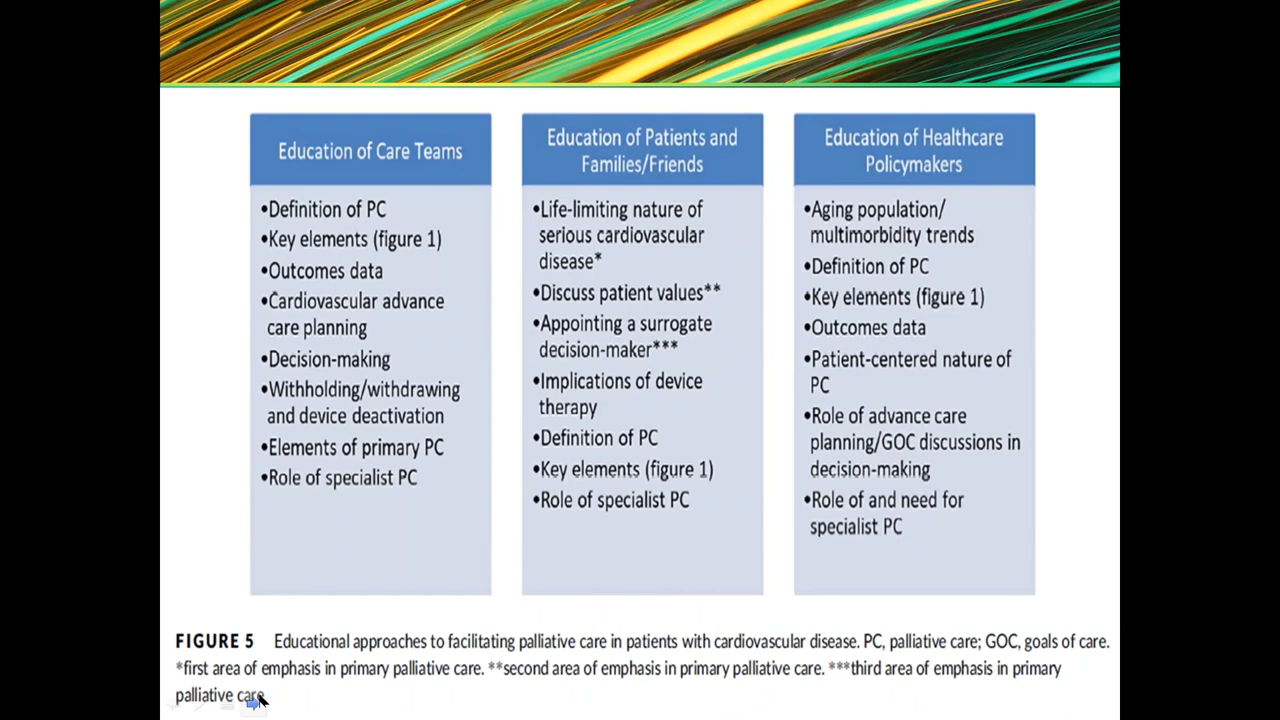 Education of Care Teams
•Definition of PC
•Key elements (figure 1)
•Outcomes data
•Cardiovascular advance
care planning
•Decision-making
•Withholding/withdrawing
and device deactivation
•Elements of primary PC
•Role of specialist PC
Education of Patients and
Families/Friends
•Life-limiting nature of
serious cardiovascular
disease*
•Discuss patient values**
•Appointing a surrogate
decision-maker***
•Implications of device
therapy
•Definition of PC
•Key elements (figure 1)
•Role of specialist PC
Education of Healthcare
Policymakers
•Aging population/
multimorbidity trends
•Definition of PC
•Key elements (figure 1)
•Outcomes data
•Patient-centered nature of
PC
•Role of advance care
planning/GOC discussions in
decision-making
•Role of and need for
specialist PC
FIGURE 5 Educational approaches to facilitating palliative care in patients with cardiovascular disease. PC, palliative care; GOC, goals of care.
*first area of emphasis in primary palliative care. **second area of emphasis in primary palliative care. ***third area of emphasis in primary
palliative care